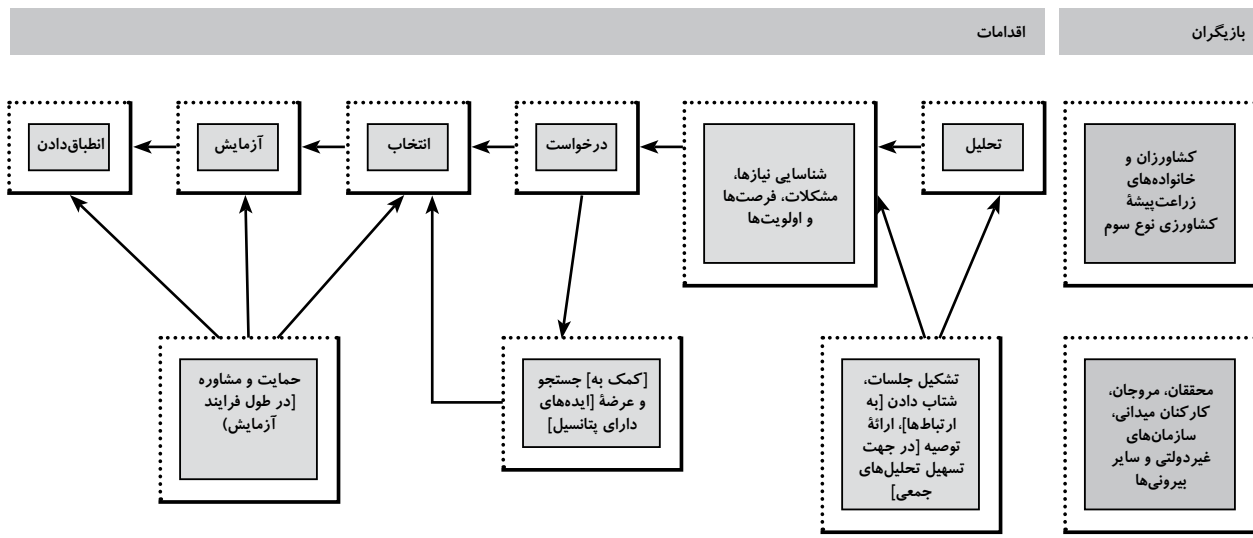 بازیگران
اقدامات
کشاورزان و
خانواده‌های
زراعت‌پیشهٔ
کشاورزی نوع سوم
تحلیل
شناسایی نیازها،
مشکلات، فرصت‌ها
و اولویت‌ها
درخواست
انتخاب
آزمایش
انطباق‌دادن
محققان، مروجان،
کارکنان میدانی،
سازمان‌های
غیردولتی و سایر
بیرونی‌ها
تشکیل جلسات،
شتاب دادن [به
ارتباط‌ها]، ارائهٔ
توصیه [در جهت
تسهیل تحلیل‌های
جمعی]
[کمک به] جستجو
و عرضهٔ [ایده‌های
دارای پتانسیل]
حمایت و مشاوره
[در طول فرایند
آزمایش)